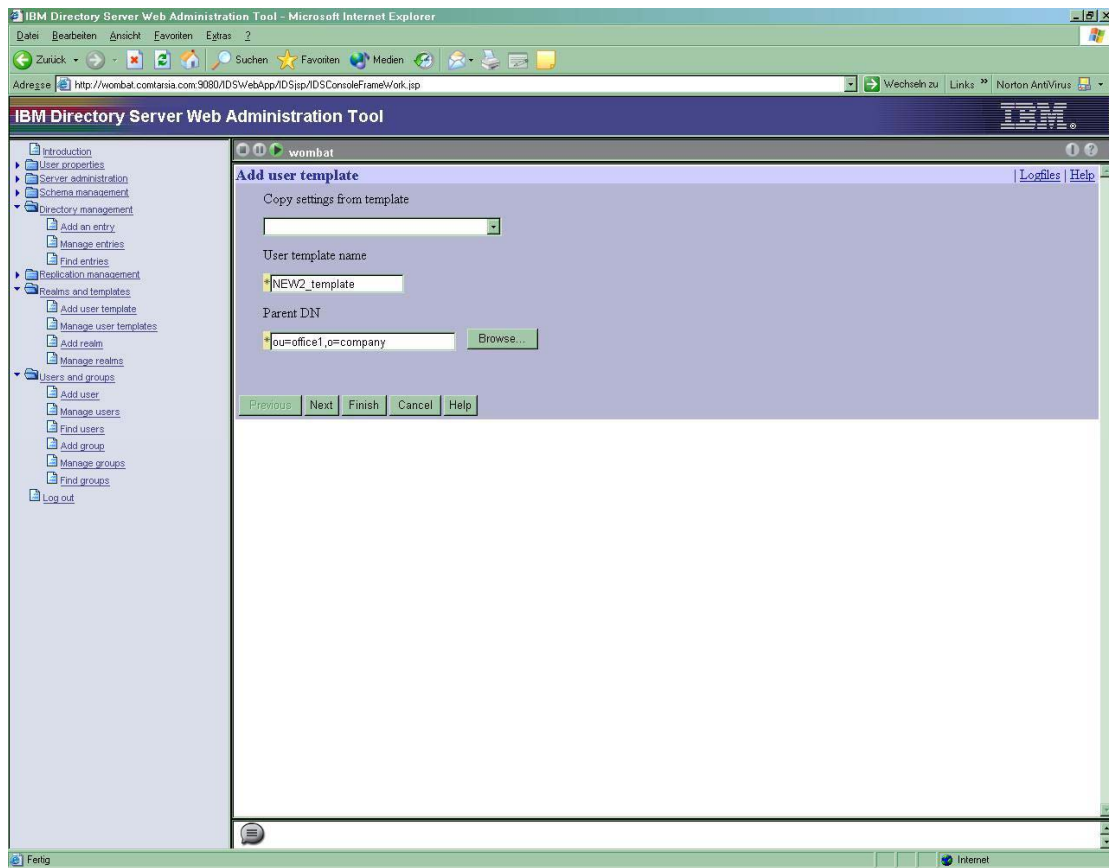 IBM Directory Server Web Administration Tool - Microsoft Internet Explorer
Datei Bearbeiten Ansicht Favoriten Extras ?
Zurück Suchen Favoriten Medien
Adresse http://wombat.comtarsia.com:9080/IDSWebApp/IDSjsp/IDSConsoleFrameWork.jsp Wechseln zu Links » Norton AntiVirus
IBM Directory Server Web Administration Tool IBM
Introduction
User properties
Server administration
Schema management
Directory management
Add an entry
Manage entries
Find entries
Replication management
Realms and templates
Add user template
Manage user templates
Add realm
Manage realms
Users and groups
Add user
Manage users
Find users
Add group
Manage groups
Find groups
Log out
wombat
Add user template | Logfiles | Help
Copy settings from template
User template name
*NEW2_template
Parent DN
*ou=office1,o=company Browse...
Previous Next Finish Cancel Help
Fertig Internet